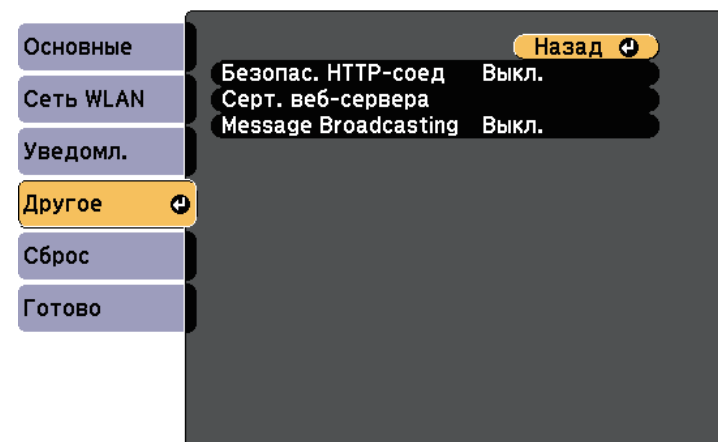 Основные
Сеть WLAN
Уведомл.
Другое
Сброс
Готово
Назад
Безопас. HTTP-соед Выкл.
Серт. веб-сервера
Message Broadcasting Выкл.